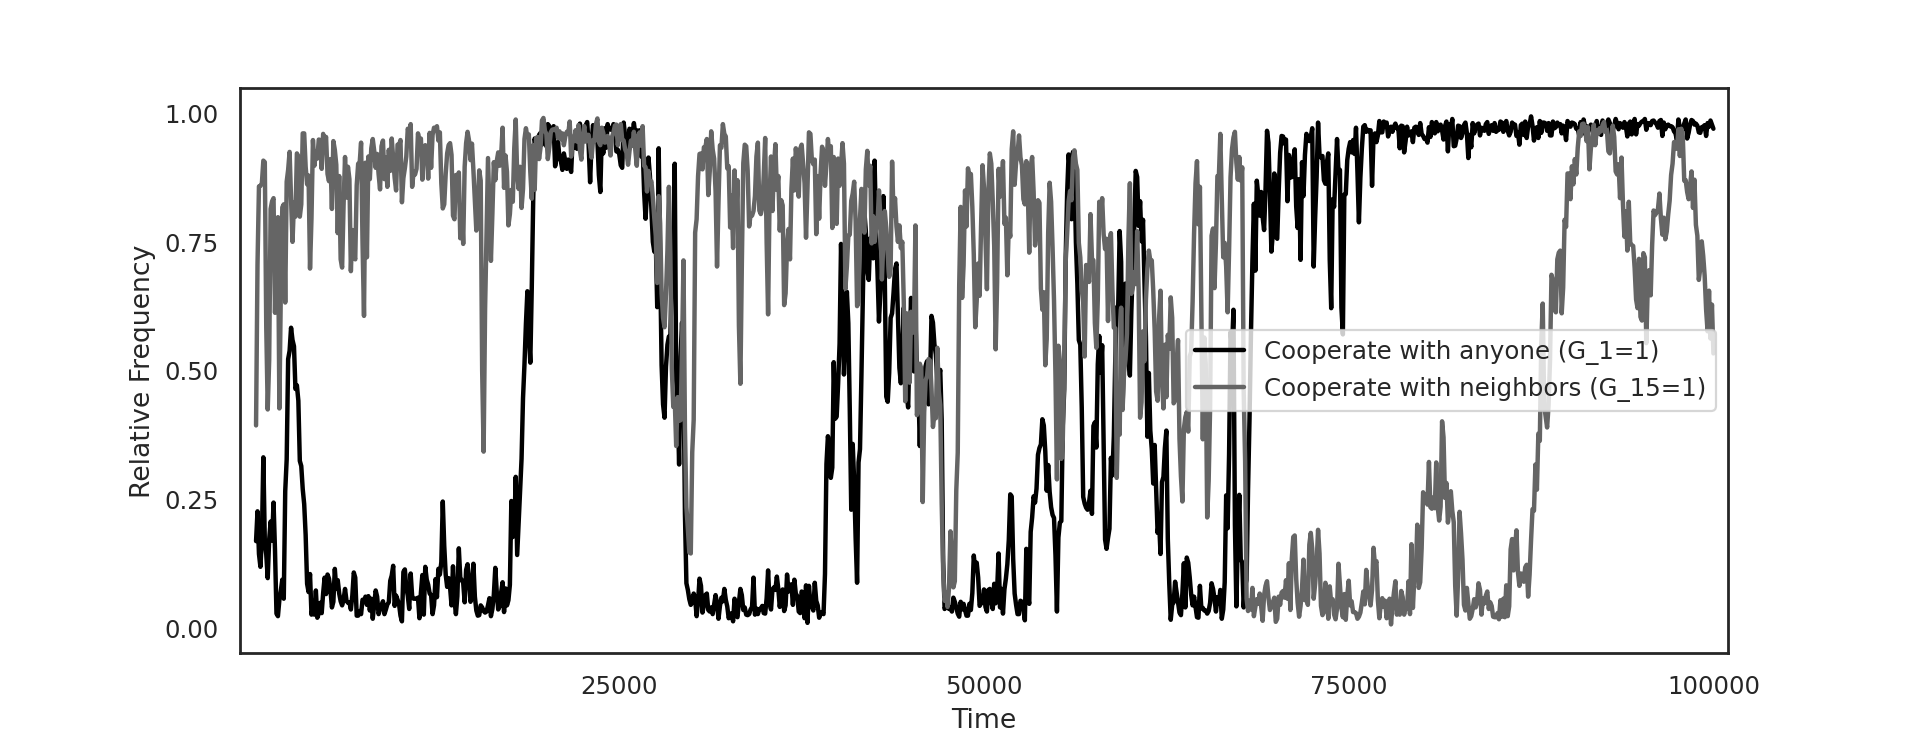 1.00
0.75
0.50
0.25
0.00
Relative Frequency
Cooperate with anyone (G_1=1)
Cooperate with neighbors (G_15=1)
25000 50000 75000 100000
Time